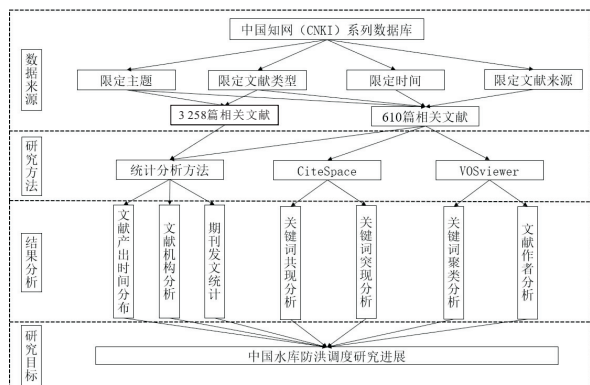 中国知网（CNKI）系列数据库
数据来源
限定主题
限定文献类型
限定时间
限定文献来源
3 258篇相关文献
610篇相关文献
研究方法
统计分析方法
CiteSpace
VOSviewer
结果分析
文献产出时间分布
文献机构分析
期刊发文统计
关键词共现分析
关键词突现分析
关键词聚类分析
文献作者分析
研究目标
中国水库防洪调度研究进展